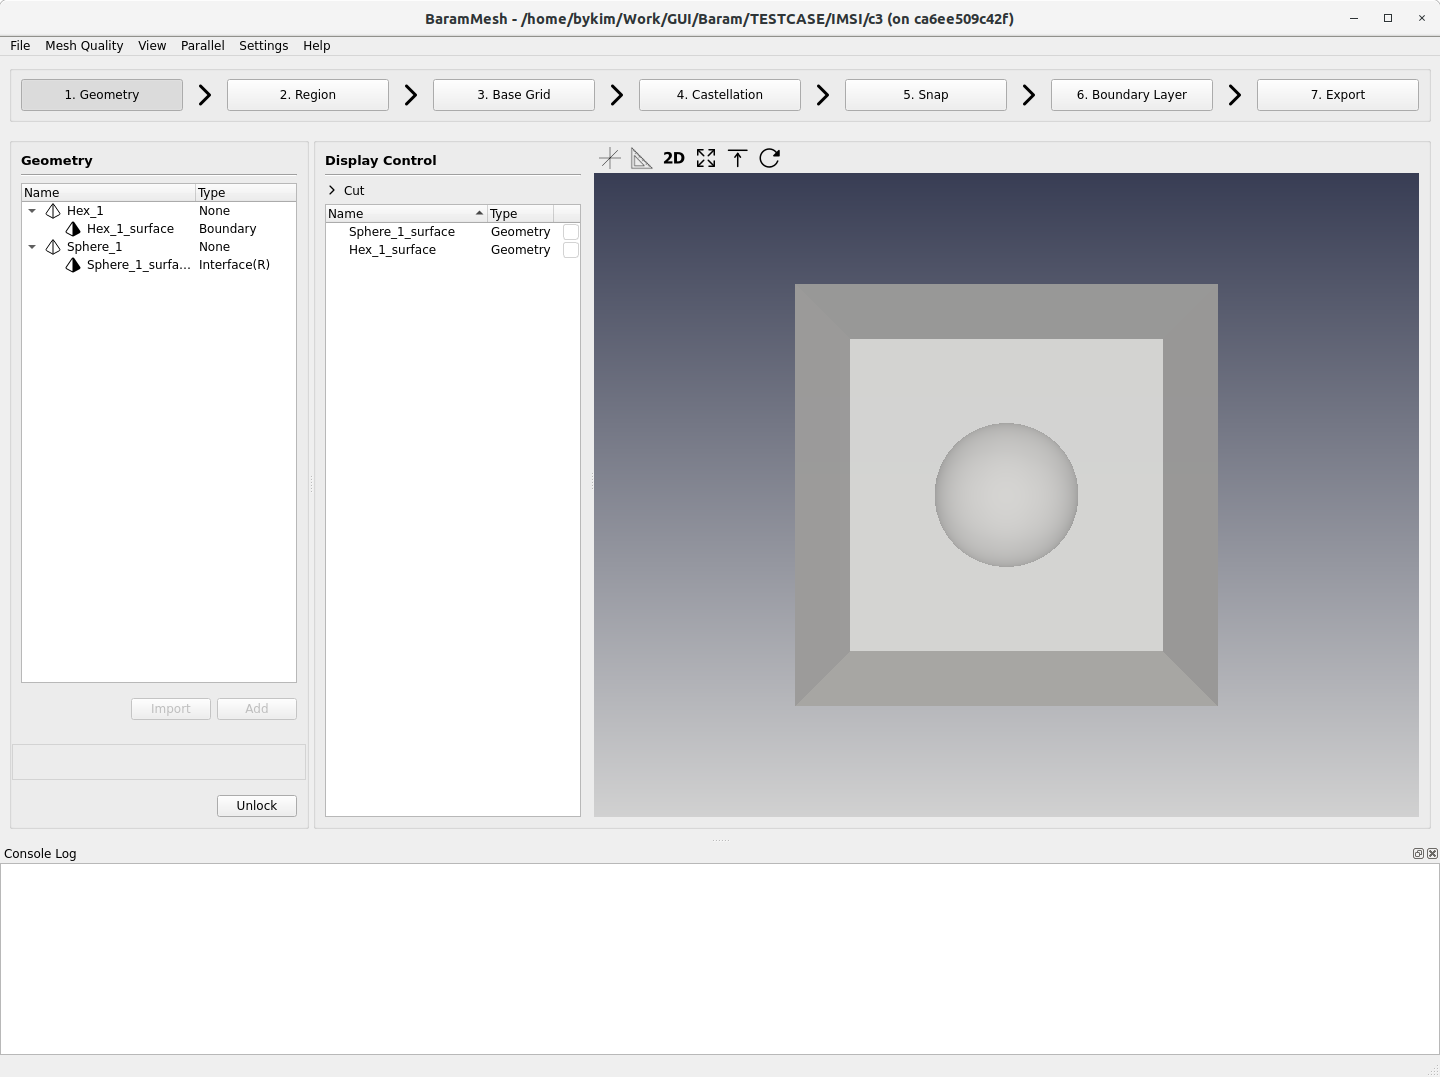 BaramMesh - /home/bykim/Work/GUI/Baram/TESTCASE/IMSI/c3 (on ca6ee509c42f)
File Mesh Quality View Parallel Settings Help
1. Geometry 2. Region 3. Base Grid 4. Castellation 5. Snap 6. Boundary Layer 7. Export
Geometry
Name Type
Hex_1 None
Hex_1_surface Boundary
Sphere_1 None
Sphere_1_surfa... Interface(R)
Import Add
Unlock
Display Control
Cut
Name Type
Sphere_1_surface Geometry
Hex_1_surface Geometry
2D
Console Log